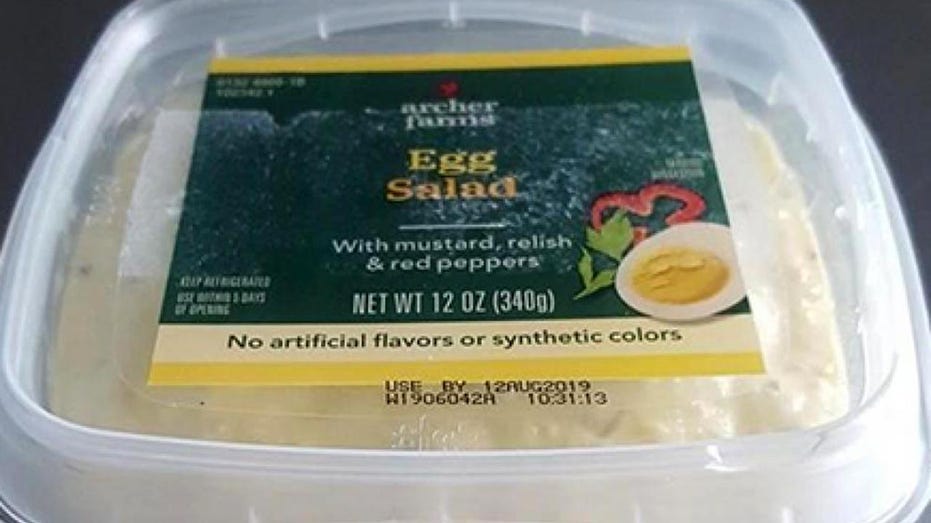 archer
farms
Egg
Salad
With mustard, relish
& red peppers
KEEP REFRIGERATED
USE WITHIN 5 DAYS
OF OPENING
NET WT 12 OZ (340g)
No artificial flavors or synthetic colors
USE BY 12AUG2019
W1906042A 10:31:13